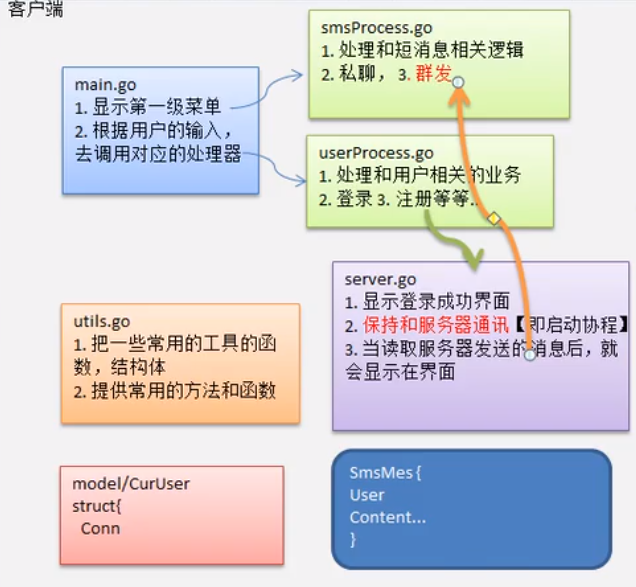 客户端
smsProcess.go
1. 处理和短消息相关逻辑
2. 私聊， 3. 群发
main.go
1. 显示第一级菜单
2. 根据用户的输入，
去调用对应的处理器
userProcess.go
1. 处理和用户相关的业务
2. 登录 3. 注册等等..
server.go
1. 显示登录成功界面
2. 保持和服务器通讯【即启动协程】
3. 当读取服务器发送的消息后，就
会显示在界面
utils.go
1. 把一些常用的工具的函
数，结构体
2. 提供常用的方法和函数
model/CurUser
struct{
Conn
SmsMes {
User
Content...
}